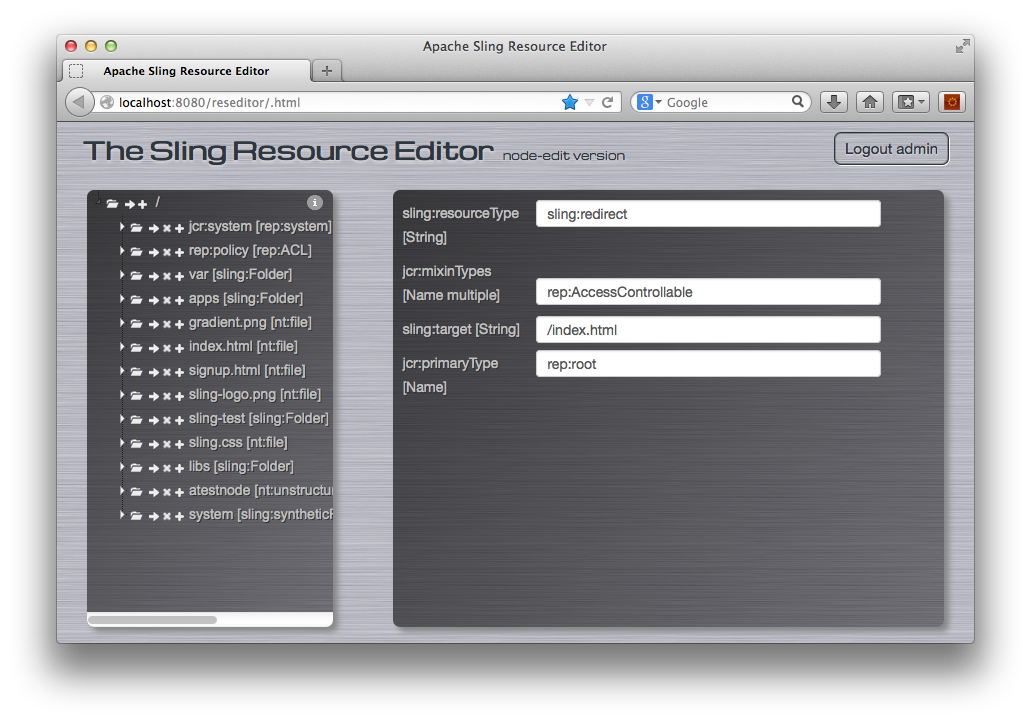 Apache Sling Resource Editor
Apache Sling Resource Editor
localhost:8080/reseditor/.html
Google
The Sling Resource Editor node-edit version
Logout admin
/
jcr:system [rep:system]
rep:policy [rep:ACL]
var [sling:Folder]
apps [sling:Folder]
gradient.png [nt:file]
index.html [nt:file]
signup.html [nt:file]
sling-logo.png [nt:file]
sling-test [sling:Folder]
sling.css [nt:file]
libs [sling:Folder]
atestnode [nt:unstructu
system [sling:syntheticF
sling:resourceType
[String]
sling:redirect
jcr:mixinTypes
[Name multiple]
rep:AccessControllable
sling:target [String]
/index.html
jcr:primaryType
[Name]
rep:root